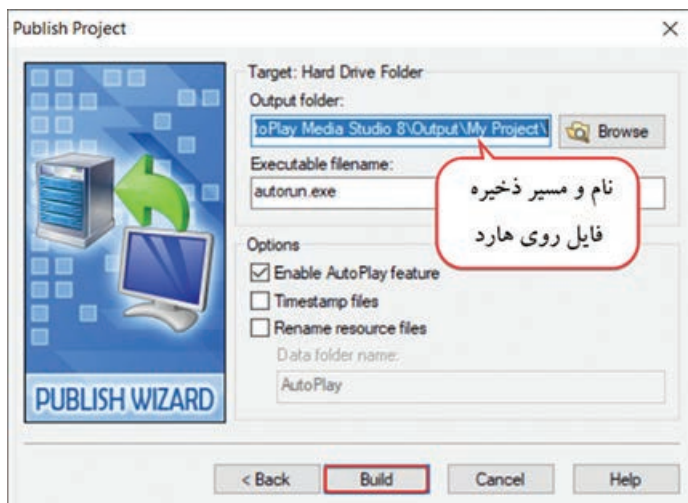 Publish Project
Target: Hard Drive Folder
Output folder:
toPlay Media Studio 8\Output\My Project\
Browse
Executable filename:
autorun.exe
نام و مسیر ذخیره
فایل روی هارد
Options
Enable AutoPlay feature
Timestamp files
Rename resource files
Data folder name:
AutoPlay
PUBLISH WIZARD
< Back
Build
Cancel
Help